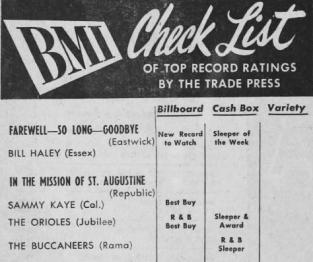 BMI Check List
OF TOP RECORD RATINGS
BY THE TRADE PRESS
Billboard Cash Box Variety
FAREWELL—SO LONG—GOODBYE
(Eastwick)
BILL HALEY (Essex)
New Record
to Watch
Sleeper of
the Week
IN THE MISSION OF ST. AUGUSTINE
(Republic)
SAMMY KAYE (Col.) Best Buy
THE ORIOLES (Jubilee)
R & B
Best Buy
Sleeper &
Award
THE BUCCANEERS (Rama)
R & B
Sleeper